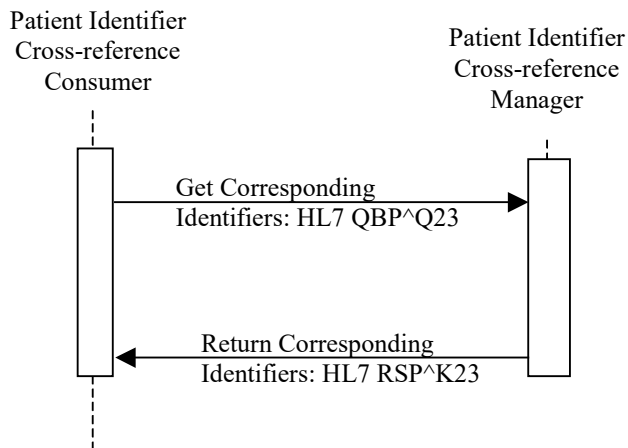 Patient Identifier
Cross-reference
Consumer
Patient Identifier
Cross-reference
Manager
Get Corresponding
Identifiers: HL7 QBP^Q23
Return Corresponding
Identifiers: HL7 RSP^K23